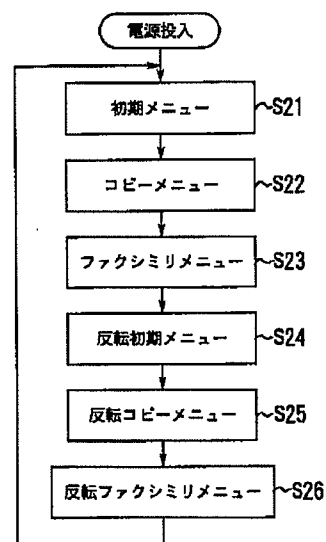 電源投入
初期メニュー ~S21
コピーメニュー ~S22
ファクシミリメニュー ~S23
反転初期メニュー ~S24
反転コピーメニュー ~S25
反転ファクシミリメニュー ~S26